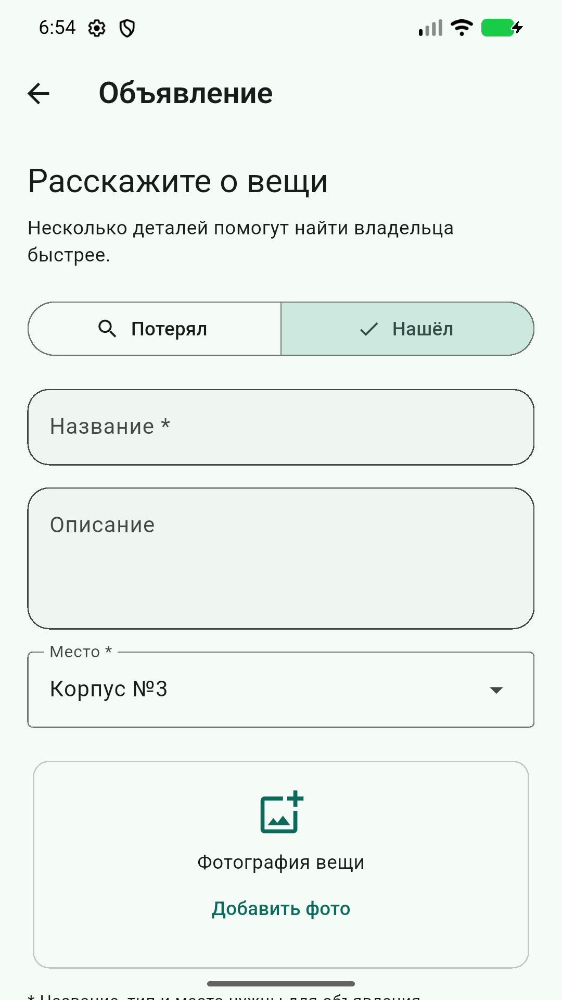 6:54
Объявление
Расскажите о вещи
Несколько деталей помогут найти владельца
быстрее.
Потерял
Нашёл
Название *
Описание
Место *
Корпус №3
Фотография вещи
Добавить фото
* Название, тип и место нужны для объявления